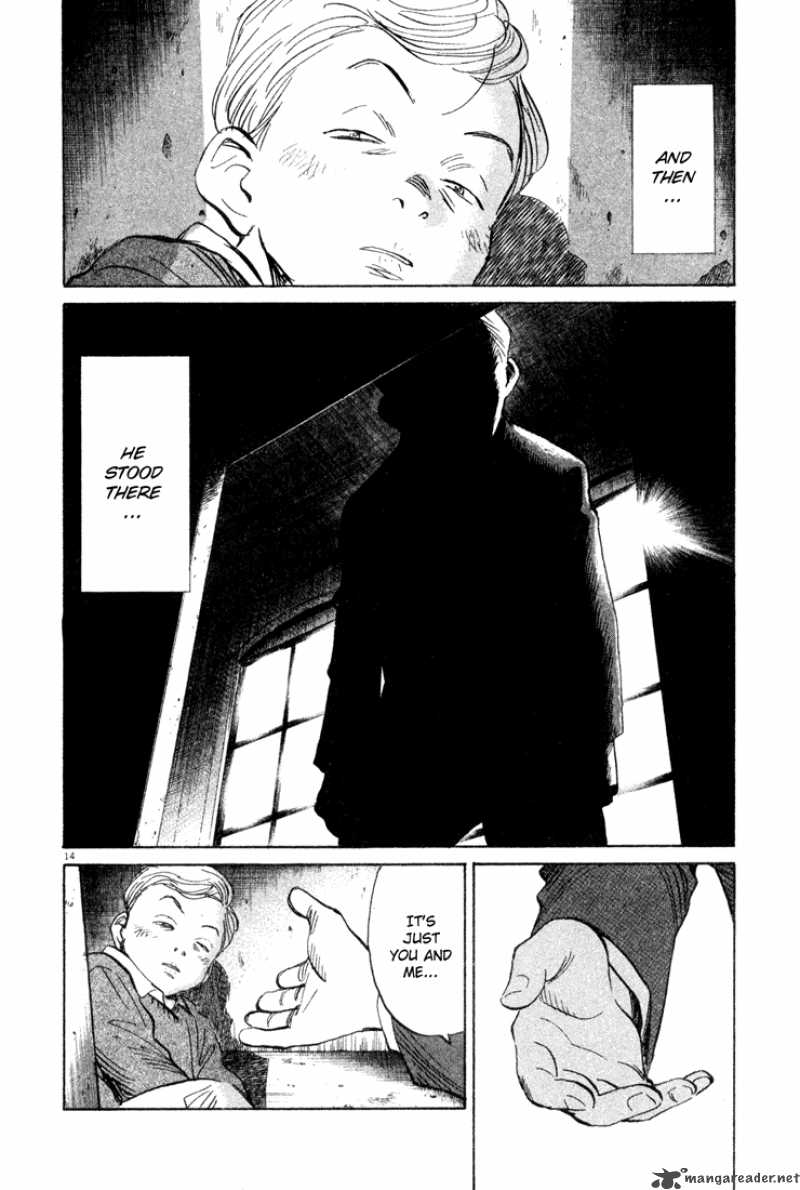 AND
THEN
...
HE
STOOD
THERE
...
14
IT'S
JUST
YOU AND
ME...
mangareader.net